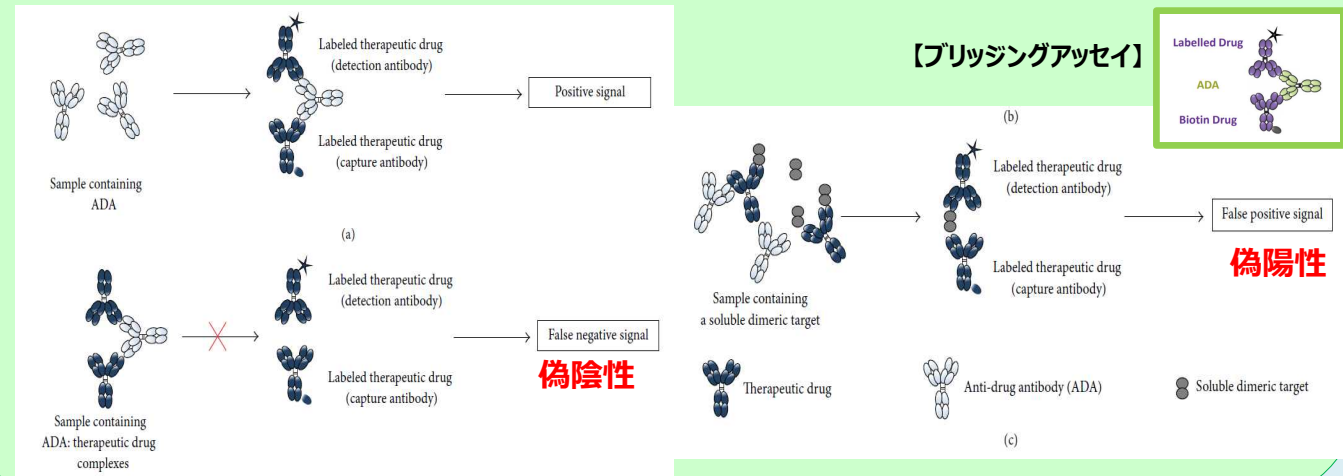 Labeled therapeutic drug
(detection antibody)
Positive signal
Labeled therapeutic drug
(capture antibody)
Sample containing
ADA
(a)
Labeled therapeutic drug
(detection antibody)
False negative signal
偽陰性
Labeled therapeutic drug
(capture antibody)
Sample containing
ADA: therapeutic drug
complexes
【ブリッジングアッセイ】
Labelled Drug
ADA
Biotin Drug
(b)
Labeled therapeutic drug
(detection antibody)
False positive signal
偽陽性
Labeled therapeutic drug
(capture antibody)
Sample containing
a soluble dimeric target
Therapeutic drug
Anti-drug antibody (ADA)
Soluble dimeric target
(c)